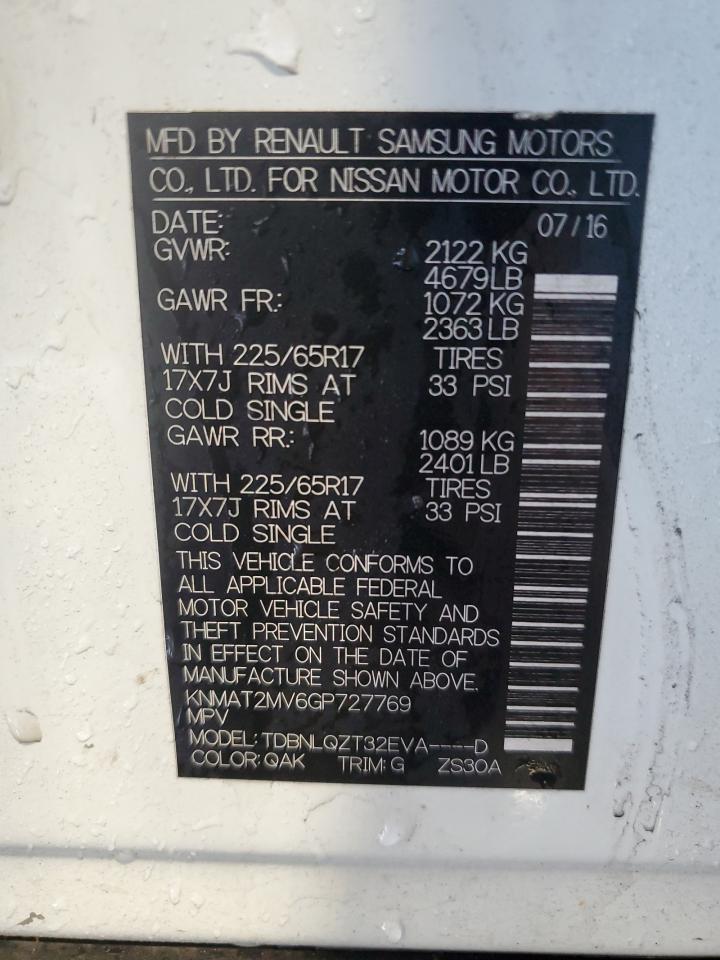 MFD BY RENAULT SAMSUNG MOTORS
CO., LTD. FOR NISSAN MOTOR CO., LTD.
DATE: 07/16
GVWR: 2122 KG
4679 LB
GAWR FR.: 1072 KG
2363 LB
WITH 225/65R17 TIRES
17X7J RIMS AT 33 PSI
COLD SINGLE
GAWR RR.: 1089 KG
2401 LB
WITH 225/65R17 TIRES
17X7J RIMS AT 33 PSI
COLD SINGLE
THIS VEHICLE CONFORMS TO
ALL APPLICABLE FEDERAL
MOTOR VEHICLE SAFETY AND
THEFT PREVENTION STANDARDS
IN EFFECT ON THE DATE OF
MANUFACTURE SHOWN ABOVE.
KNMAT2MV6GP727769
MPV
MODEL: TDBNLQZT32EVA----D
COLOR: QAK TRIM: G ZS30A